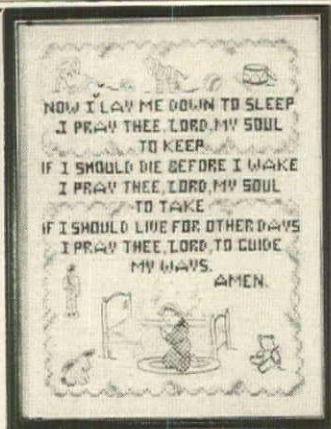 NOW I LAY ME DOWN TO SLEEP
I PRAY THEE, LORD, MY SOUL
TO KEEP
IF I SHOULD DIE BEFORE I WAKE
I PRAY THEE, LORD, MY SOUL
TO TAKE
IF I SHOULD LIVE FOR OTHER DAYS
I PRAY THEE, LORD, TO GUIDE
MY WAYS.
AMEN.